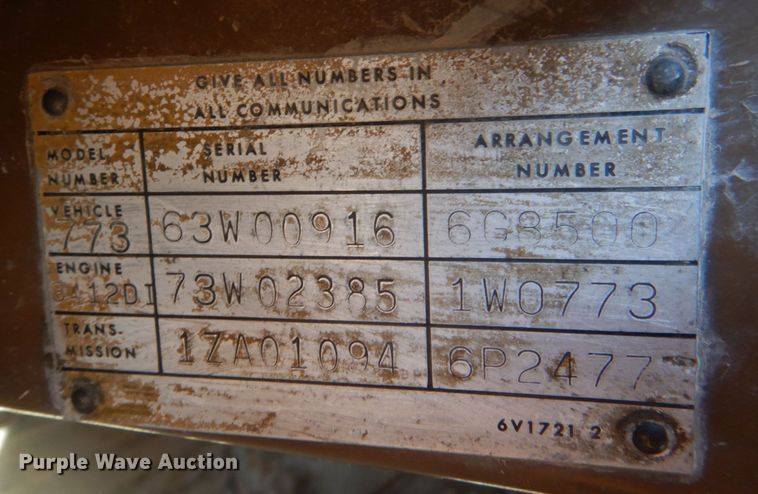 GIVE ALL NUMBERS IN
ALL COMMUNICATIONS
MODEL NUMBER SERIAL NUMBER ARRANGEMENT NUMBER
VEHICLE 773 63W00916 6G8500
ENGINE 3412DI 73W02385 1W0773
TRANS-MISSION 1ZA01094 6P2477
6V1721 2
Purple Wave Auction